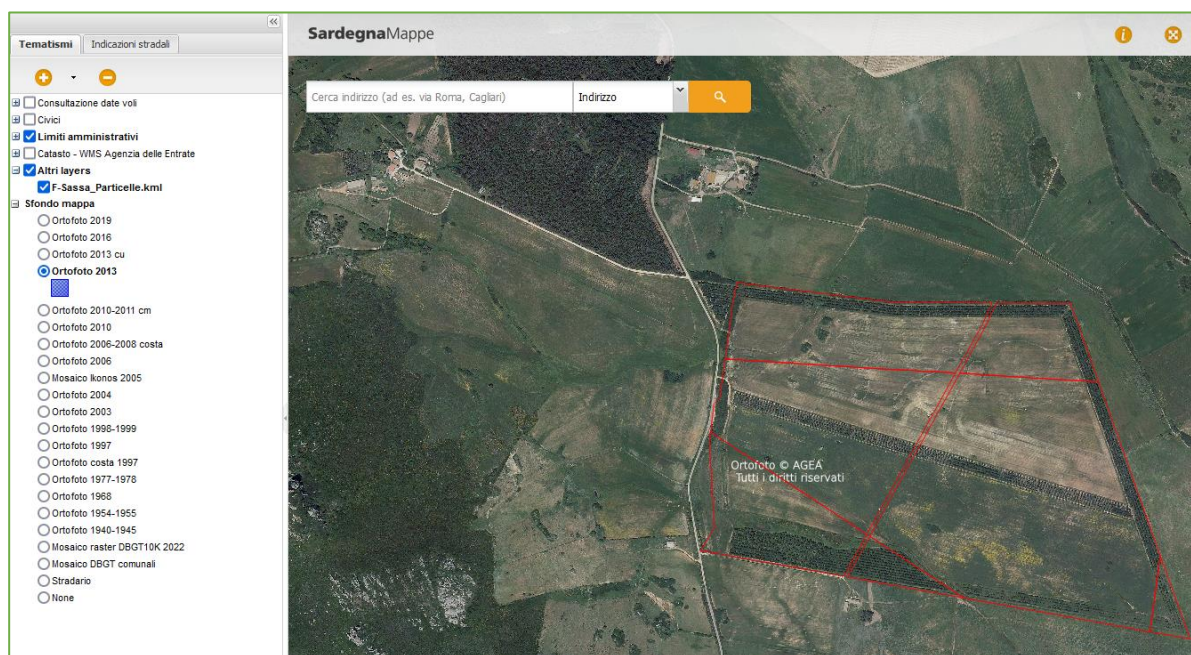 Tematismi
Indicazioni stradali
Consultazione date voli
Civici
Limiti amministrativi
Catasto - WMS Agenzia delle Entrate
Altri layers
F-Sassa_Particelle.kml
Sfondo mappa
Ortofoto 2019
Ortofoto 2016
Ortofoto 2013 cu
Ortofoto 2013
Ortofoto 2010-2011 cm
Ortofoto 2010
Ortofoto 2006-2008 costa
Ortofoto 2006
Mosaico Ikonos 2005
Ortofoto 2004
Ortofoto 2003
Ortofoto 1998-1999
Ortofoto 1997
Ortofoto costa 1997
Ortofoto 1977-1978
Ortofoto 1968
Ortofoto 1954-1955
Ortofoto 1940-1945
Mosaico raster DBGT10K 2022
Mosaico DBGT comunali
Stradario
None
SardegnaMappe
Cerca indirizzo (ad es. via Roma, Cagliari)
Indirizzo
Ortofoto © AGEA
Tutti i diritti riservati